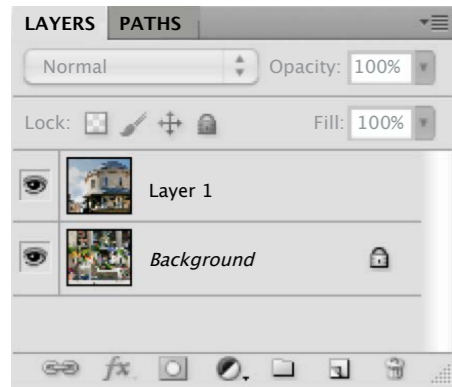 LAYERS PATHS
Normal Opacity: 100%
Lock: Fill: 100%
Layer 1
Background
fx